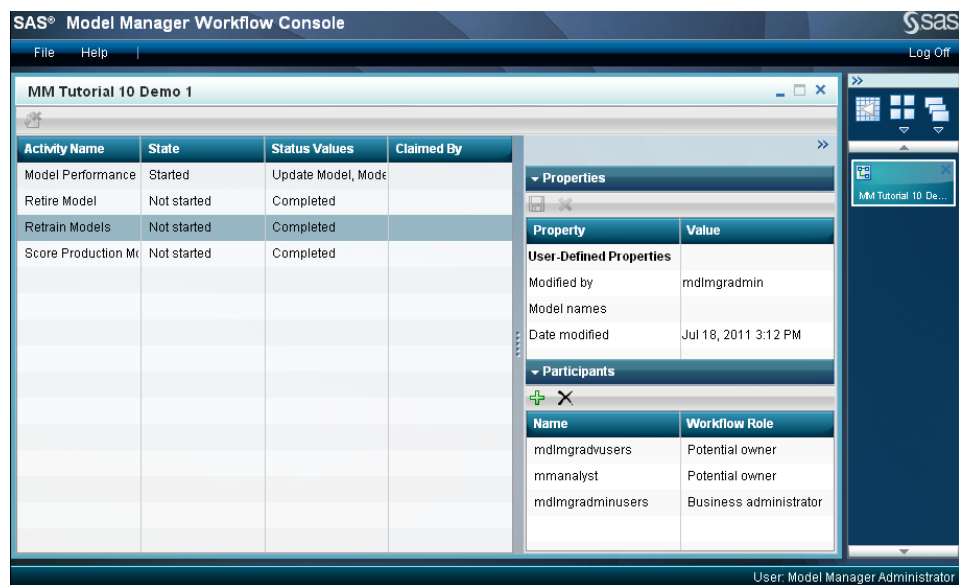 SAS® Model Manager Workflow Console
sas
File Help
Log Off
MM Tutorial 10 Demo 1
Activity Name State Status Values Claimed By
Model Performance Started Update Model, Mode
Retire Model Not started Completed
Retrain Models Not started Completed
Score Production Mo Not started Completed
Properties
Property Value
User-Defined Properties
Modified by mdlmgradmin
Model names
Date modified Jul 18, 2011 3:12 PM
Participants
Name Workflow Role
mdlmgradvusers Potential owner
mmanalyst Potential owner
mdlmgradminusers Business administrator
MM Tutorial 10 De...
User: Model Manager Administrator